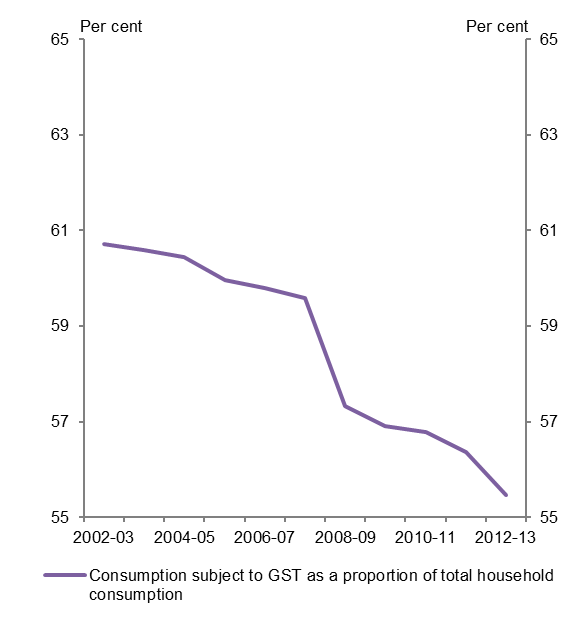 Per cent Per cent
65 65
63 63
61 61
59 59
57 57
55 55
2002-03 2004-05 2006-07 2008-09 2010-11 2012-13
Consumption subject to GST as a proportion of total household
consumption